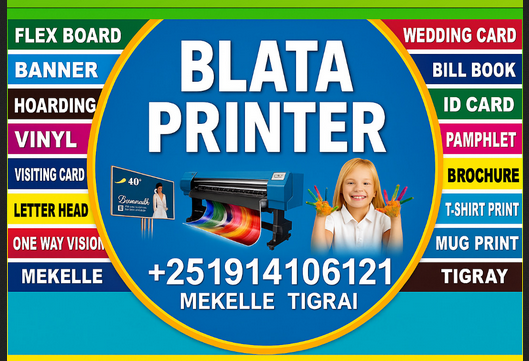 FLEX BOARD
BANNER
HOARDING
VINYL
VISITING CARD
LETTER HEAD
ONE WAY VISION
MEKELLE
BLATA
PRINTER
40°
+251914106121
MEKELLE TIGRAI
WEDDING CARD
BILL BOOK
ID CARD
PAMPHLET
BROCHURE
T-SHIRT PRINT
MUG PRINT
TIGRAY